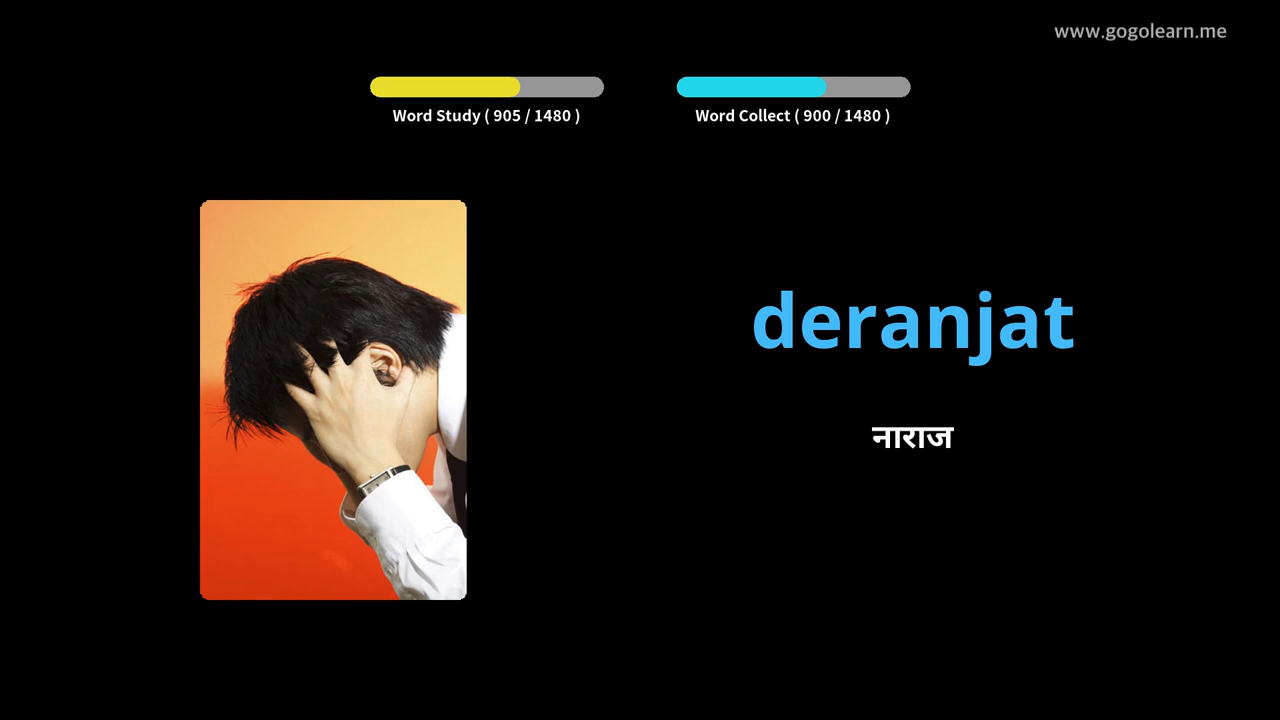 www.gogolearn.me
Word Study ( 905 / 1480 )
Word Collect ( 900 / 1480 )
deranjat
नाराज